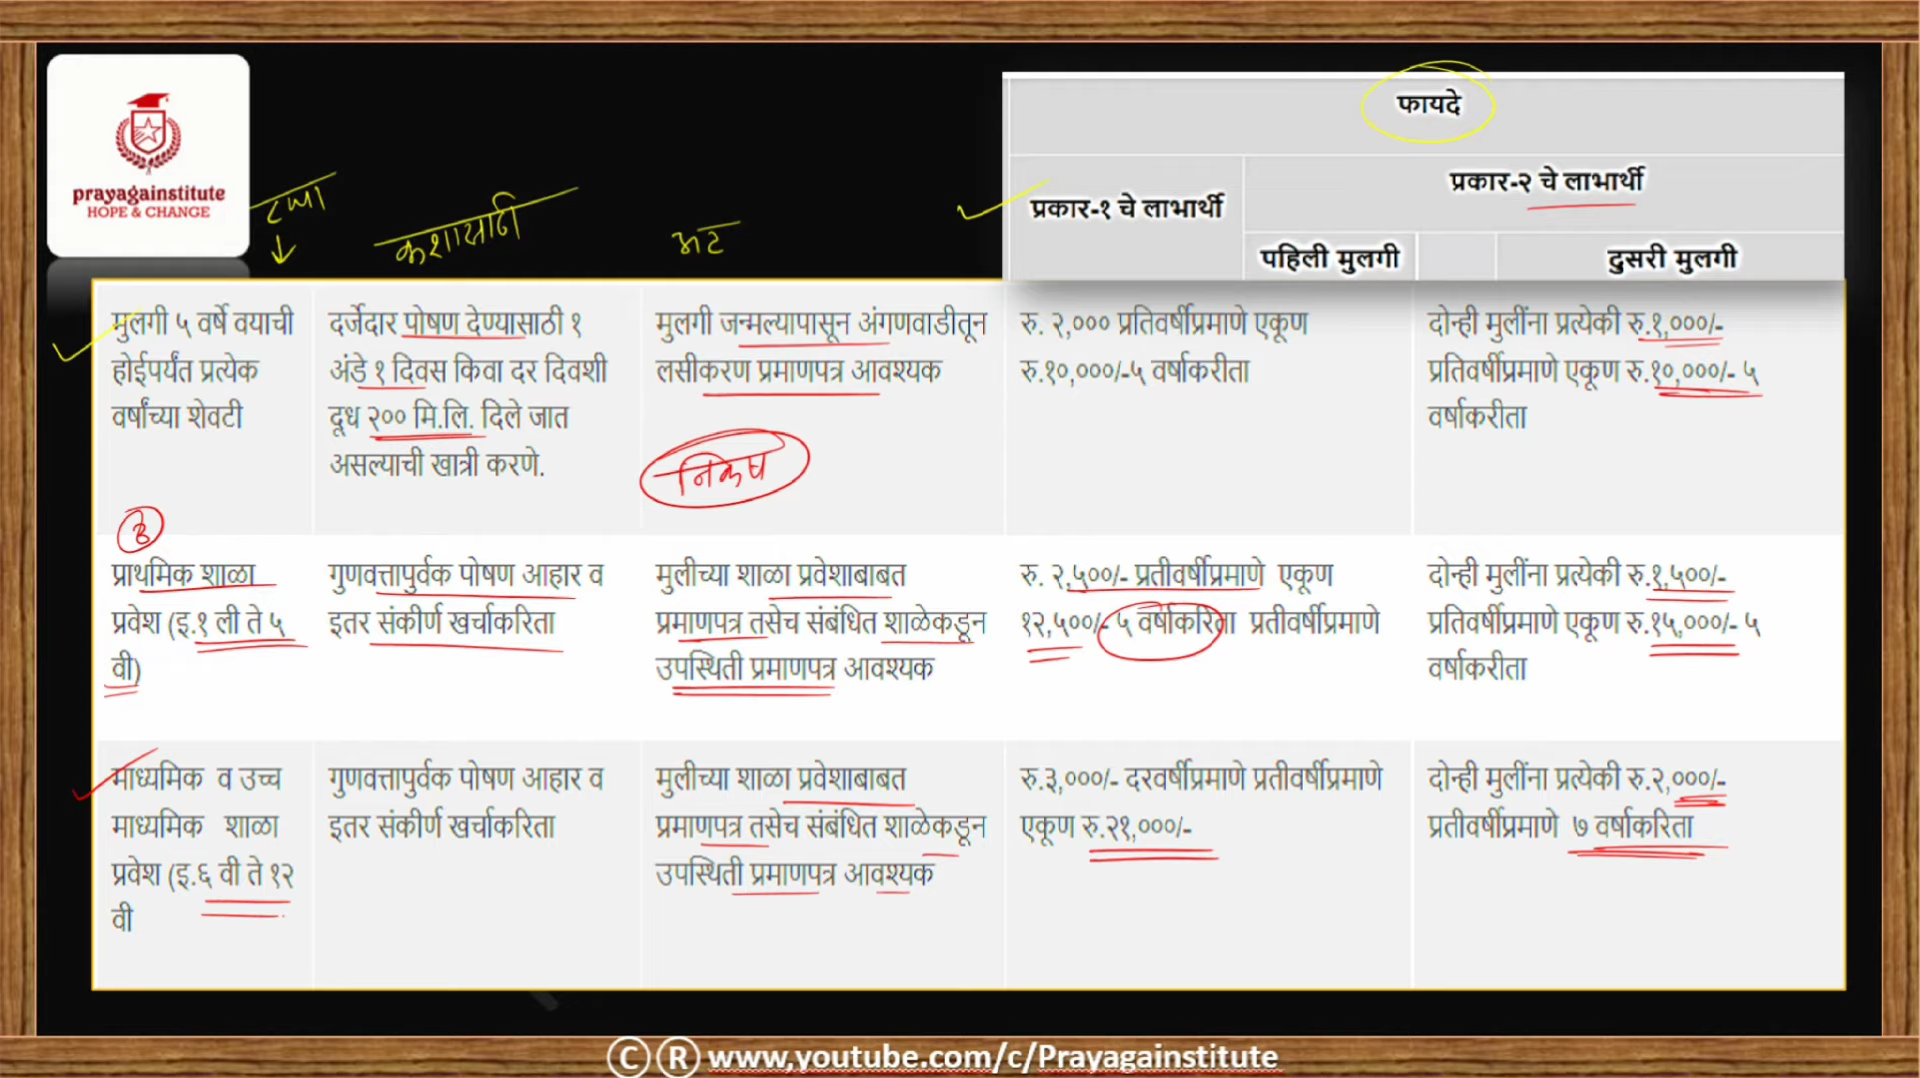 prayagainstitute
HOPE & CHANGE
टप्पा
कशासाठी
अट
फायदे
प्रकार-१ चे लाभार्थी
प्रकार-२ चे लाभार्थी
पहिली मुलगी
दुसरी मुलगी
मुलगी ५ वर्षे वयाची
होईपर्यंत प्रत्येक
वर्षाच्या शेवटी
दर्जेदार पोषण देण्यासाठी १
अंडे १ दिवस किवा दर दिवशी
दूध २०० मि.लि. दिले जात
असल्याची खात्री करणे.
मुलगी जन्मल्यापासून अंगणवाडीतून
लसीकरण प्रमाणपत्र आवश्यक
निकष
रु. २,००० प्रतिवर्षीप्रमाणे एकूण
रु.१०,०००/-५ वर्षाकरीता
दोन्ही मुलींना प्रत्येकी रु.१,०००/-
प्रतिवर्षीप्रमाणे एकूण रु.१०,०००/- ५
वर्षाकरीता
प्राथमिक शाळा
प्रवेश (इ.१ ली ते ५
वी)
गुणवत्तापुर्वक पोषण आहार व
इतर संकीर्ण खर्चाकरिता
मुलीच्या शाळा प्रवेशाबाबत
प्रमाणपत्र तसेच संबंधित शाळेकडून
उपस्थिती प्रमाणपत्र आवश्यक
रु. २,५००/- प्रतीवर्षीप्रमाणे एकूण
१२,५००/- ५ वर्षाकरिता प्रतीवर्षीप्रमाणे
दोन्ही मुलींना प्रत्येकी रु.१,५००/-
प्रतिवर्षीप्रमाणे एकूण रु.१५,०००/- ५
वर्षाकरीता
माध्यमिक व उच्च
माध्यमिक शाळा
प्रवेश (इ.६ वी ते १२
वी
गुणवत्तापुर्वक पोषण आहार व
इतर संकीर्ण खर्चाकरिता
मुलीच्या शाळा प्रवेशाबाबत
प्रमाणपत्र तसेच संबंधित शाळेकडून
उपस्थिती प्रमाणपत्र आवश्यक
रु.३,०००/- दरवर्षीप्रमाणे प्रतीवर्षीप्रमाणे
एकूण रु.२१,०००/-
दोन्ही मुलींना प्रत्येकी रु.२,०००/-
प्रतीवर्षीप्रमाणे ७ वर्षाकरिता
Ⓒ Ⓡ www.youtube.com/c/Prayagainstitute